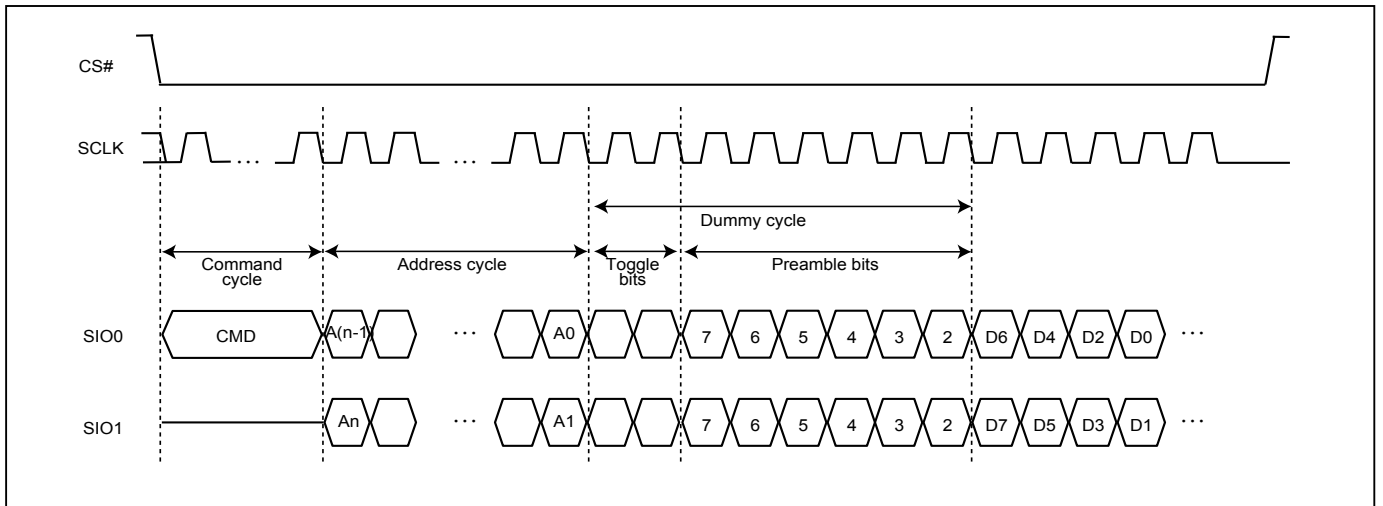 CS#
SCLK
... ...
Dummy cycle
Command
cycle
Address cycle
Toggle
bits
Preamble bits
SIO0 CMD A(n-1) ... A0 7 6 5 4 3 2 D6 D4 D2 D0 ...
SIO1 An ... A1 7 6 5 4 3 2 D7 D5 D3 D1 ...